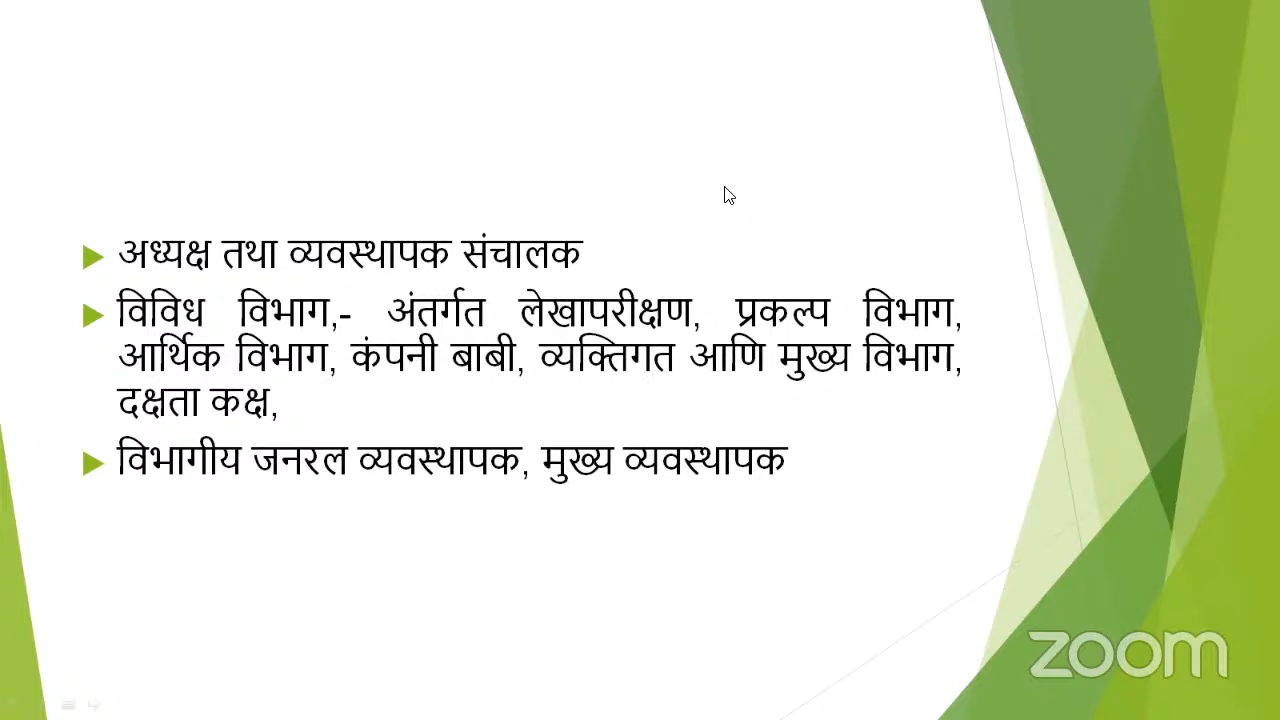 अध्यक्ष तथा व्यवस्थापक संचालक
विविध विभाग,- अंतर्गत लेखापरीक्षण, प्रकल्प विभाग,
आर्थिक विभाग, कंपनी बाबी, व्यक्तिगत आणि मुख्य विभाग,
दक्षता कक्ष,
विभागीय जनरल व्यवस्थापक, मुख्य व्यवस्थापक
zoom